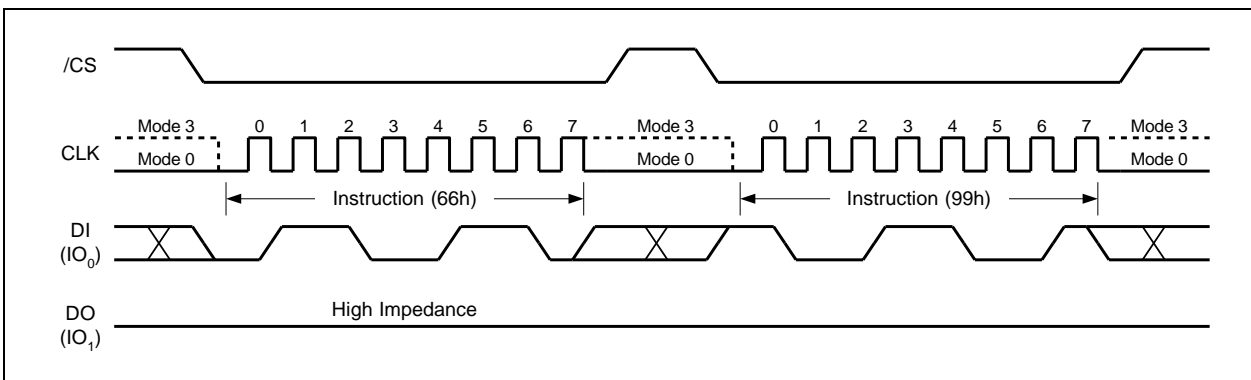 /CS
CLK
Mode 3
Mode 0
0 1 2 3 4 5 6 7
Mode 3
Mode 0
0 1 2 3 4 5 6 7
Mode 3
Mode 0
Instruction (66h)
Instruction (99h)
DI
(IO₀)
DO
(IO₁)
High Impedance